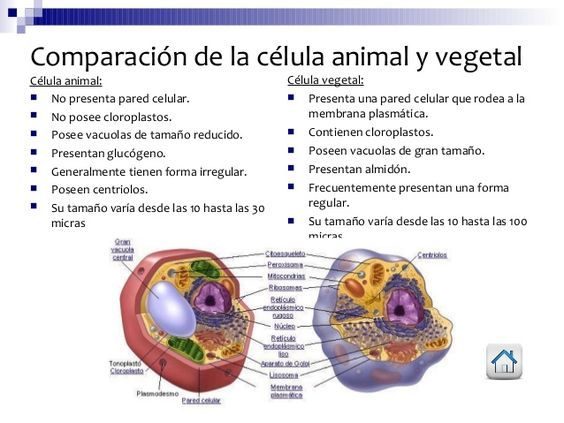 Comparación de la célula animal y vegetal
Célula animal:
No presenta pared celular.
No posee cloroplastos.
Posee vacuolas de tamaño reducido.
Presentan glucógeno.
Generalmente tienen forma irregular.
Poseen centriolos.
Su tamaño varía desde las 10 hasta las 30
micras
Célula vegetal:
Presenta una pared celular que rodea a la
membrana plasmática.
Contienen cloroplastos.
Poseen vacuolas de gran tamaño.
Presentan almidón.
Frecuentemente presentan una forma
regular.
Su tamaño varía desde las 10 hasta las 100
micras
Gran
vacuola
central
Tonoplasto
Cloroplasto
Plasmodesmo
Pared celular
Citoesqueleto
Peroxisoma
Mitocondrias
Ribosomas
Retículo
endoplásmico
rugoso
Núcleo
Retículo
endoplásmico
liso
Aparato de Golgi
Lisosoma
Membrana
plasmática
Centriolos